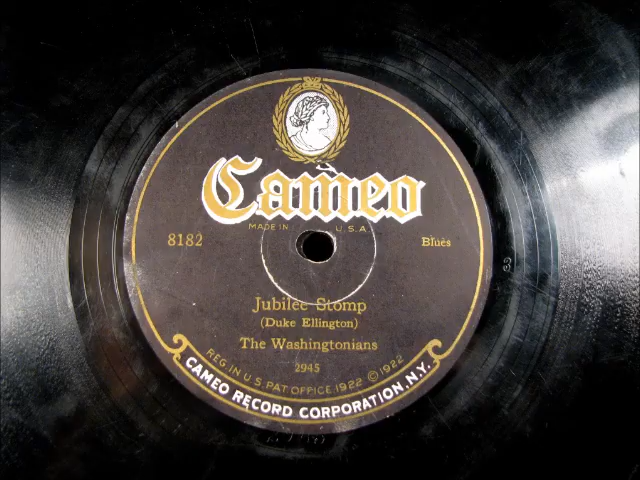 Cameo
MADE IN U.S.A.
8182 Blues
Jubilee Stomp
(Duke Ellington)
The Washingtonians
2945
REG. IN U.S. PAT. OFFICE 1922 © 1922
CAMEO RECORD CORPORATION, N.Y.